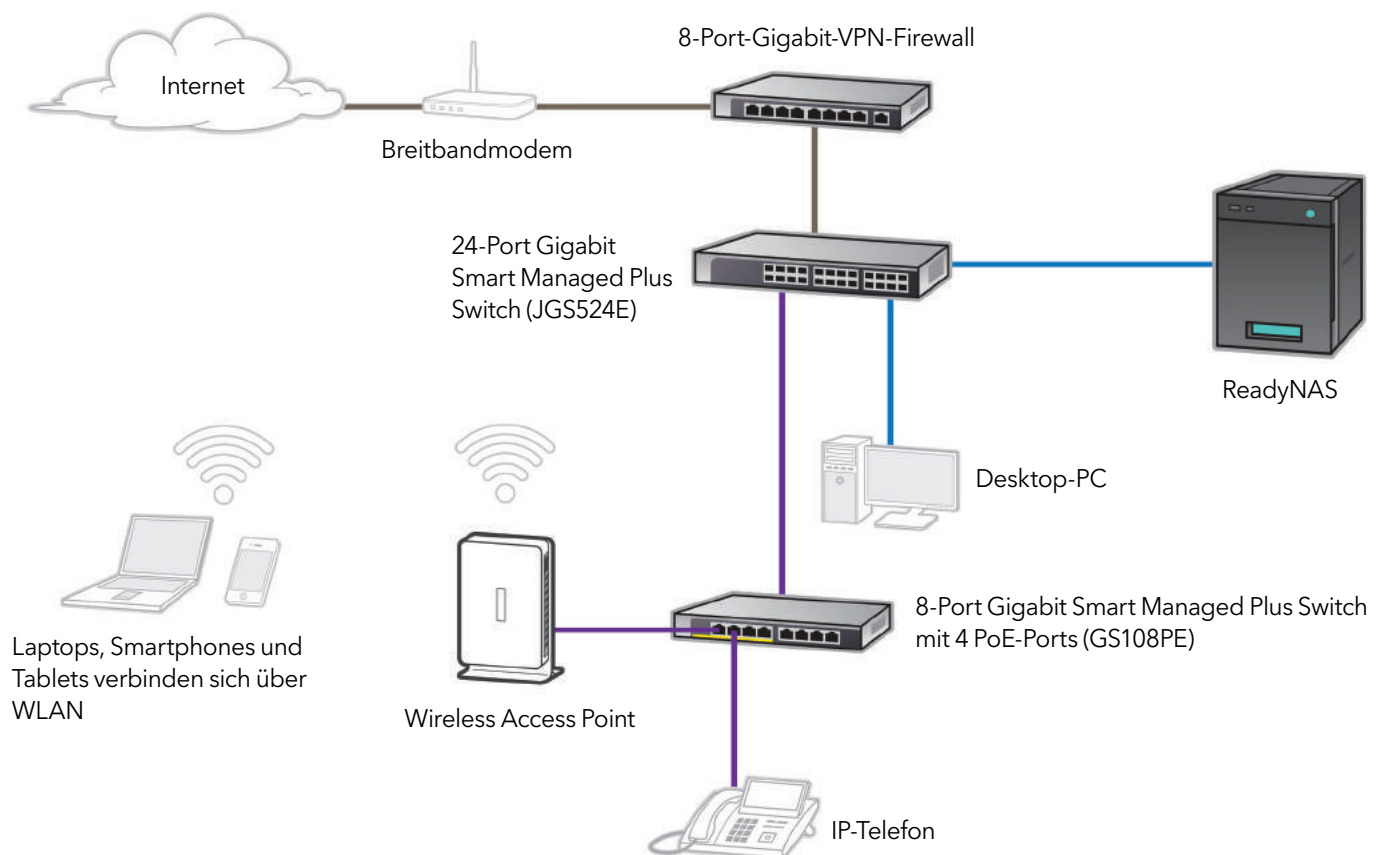 8-Port-Gigabit-VPN-Firewall
Internet
Breitbandmodem
24-Port Gigabit
Smart Managed Plus
Switch (JGS524E)
ReadyNAS
Desktop-PC
8-Port Gigabit Smart Managed Plus Switch
mit 4 PoE-Ports (GS108PE)
Laptops, Smartphones und
Tablets verbinden sich über
WLAN
Wireless Access Point
IP-Telefon